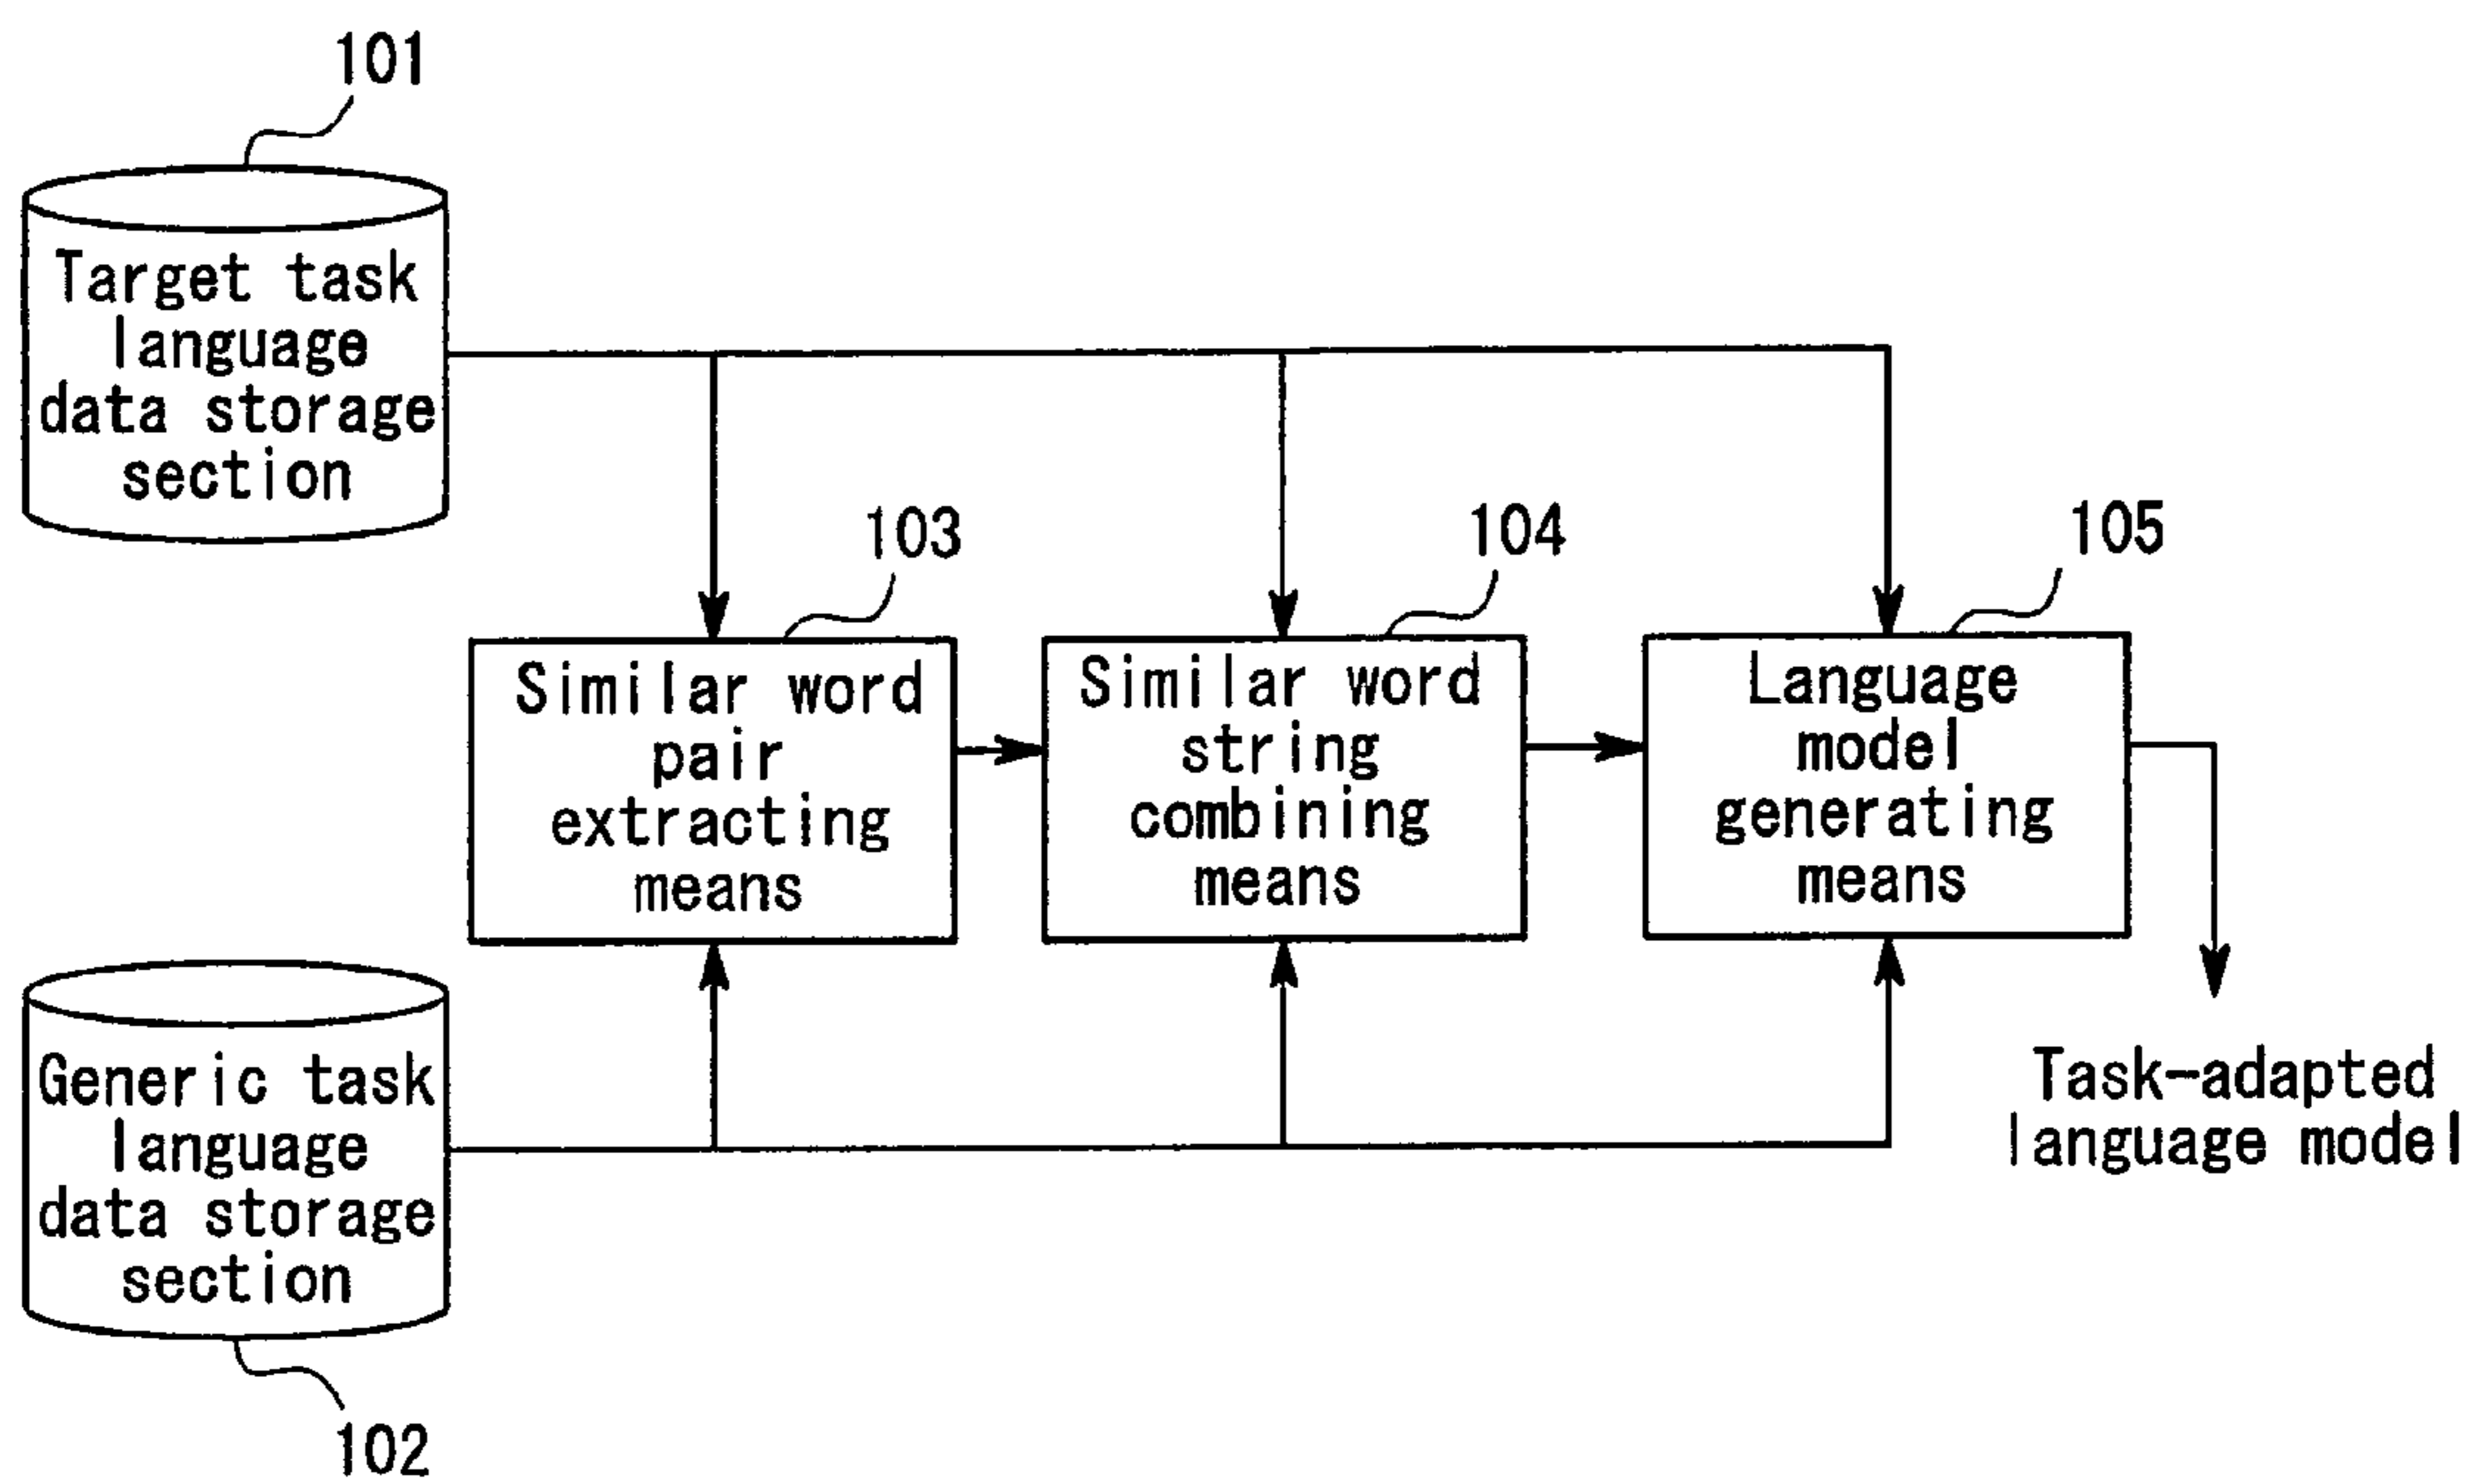 101
Target task
language
data storage
section
103
Similar word
pair
extracting
means
104
Similar word
string
combining
means
105
Language
model
generating
means
Generic task
language
data storage
section
102
Task-adapted
language model